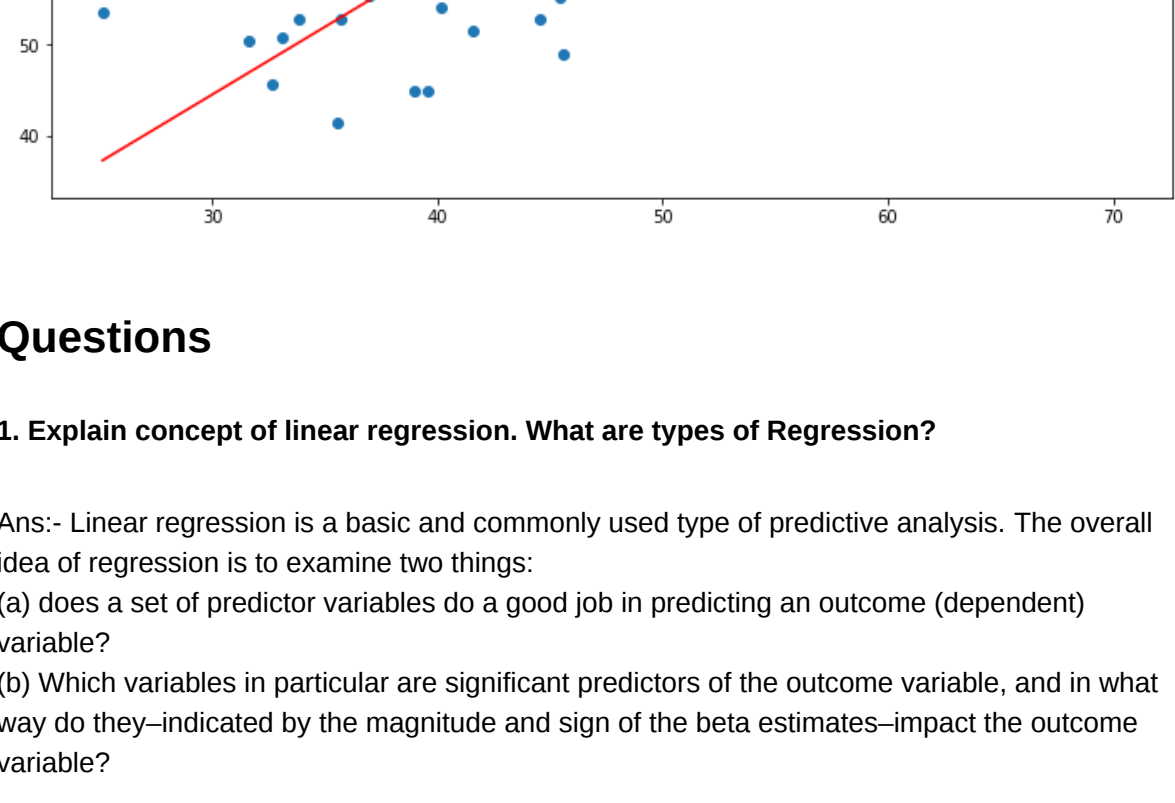 50
40
30 40 50 60 70
Questions
1. Explain concept of linear regression. What are types of Regression?
Ans:- Linear regression is a basic and commonly used type of predictive analysis. The overall
idea of regression is to examine two things:
(a) does a set of predictor variables do a good job in predicting an outcome (dependent)
variable?
(b) Which variables in particular are significant predictors of the outcome variable, and in what
way do they–indicated by the magnitude and sign of the beta estimates–impact the outcome
variable?